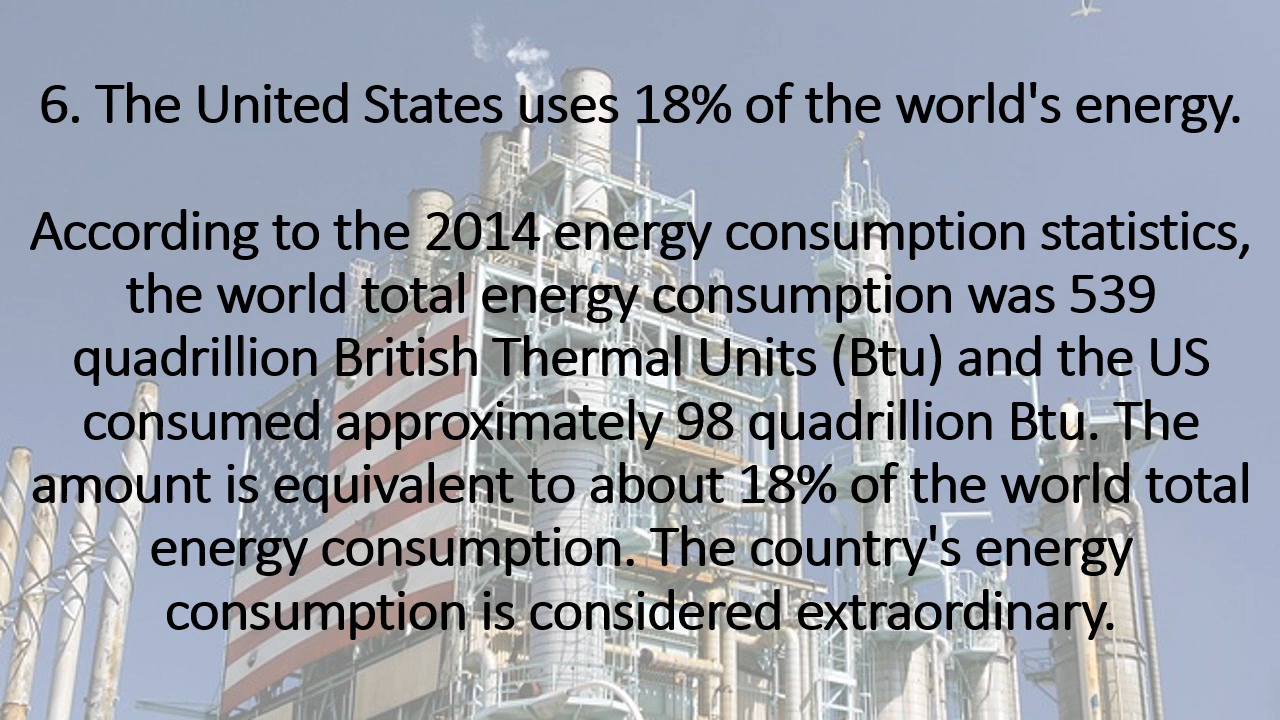 6. The United States uses 18% of the world's energy.
According to the 2014 energy consumption statistics,
the world total energy consumption was 539
quadrillion British Thermal Units (Btu) and the US
consumed approximately 98 quadrillion Btu. The
amount is equivalent to about 18% of the world total
energy consumption. The country's energy
consumption is considered extraordinary.